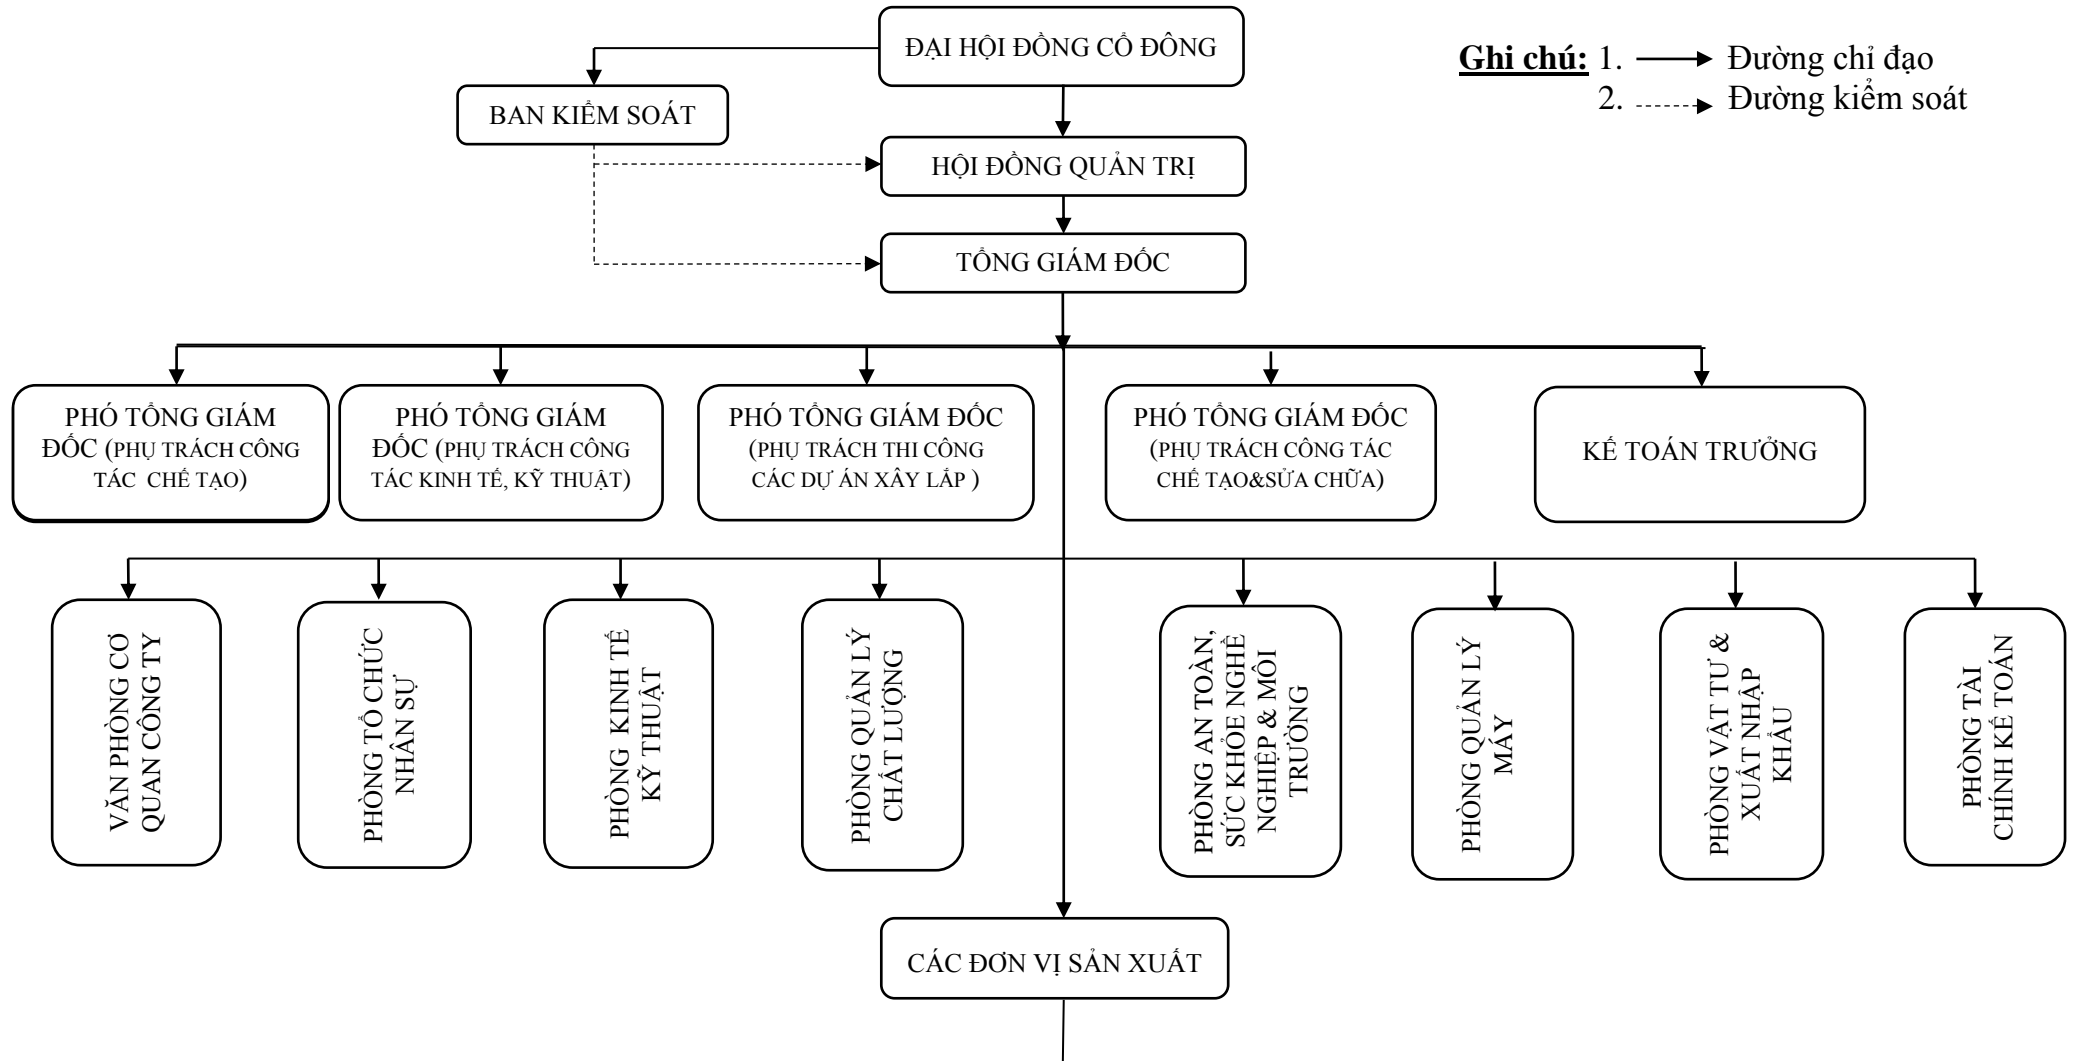 ĐẠI HỘI ĐỒNG CỔ ĐÔNG
Ghi chú: 1. Đường chỉ đạo
2. Đường kiểm soát
BAN KIỂM SOÁT
HỘI ĐỒNG QUẢN TRỊ
TỔNG GIÁM ĐỐC
PHÓ TỔNG GIÁM
ĐỐC (PHỤ TRÁCH CÔNG
TÁC CHẾ TẠO)
PHÓ TỔNG GIÁM
ĐỐC (PHỤ TRÁCH CÔNG
TÁC KINH TẾ, KỸ THUẬT)
PHÓ TỔNG GIÁM ĐỐC
(PHỤ TRÁCH THI CÔNG
CÁC DỰ ÁN XÂY LẮP )
PHÓ TỔNG GIÁM ĐỐC
(PHỤ TRÁCH CÔNG TÁC
CHẾ TẠO&SỬA CHỮA)
KẾ TOÁN TRƯỞNG
VĂN PHÒNG CƠ
QUAN CÔNG TY
PHÒNG TỔ CHỨC
NHÂN SỰ
PHÒNG KINH TẾ
KỸ THUẬT
PHÒNG QUẢN LÝ
CHẤT LƯỢNG
PHÒNG AN TOÀN,
SỨC KHỎE NGHỀ
NGHIỆP & MÔI
TRƯỜNG
PHÒNG QUẢN LÝ
MÁY
PHÒNG VẬT TƯ &
XUẤT NHẬP
KHẨU
PHÒNG TÀI
CHÍNH KẾ TOÁN
CÁC ĐƠN VỊ SẢN XUẤT